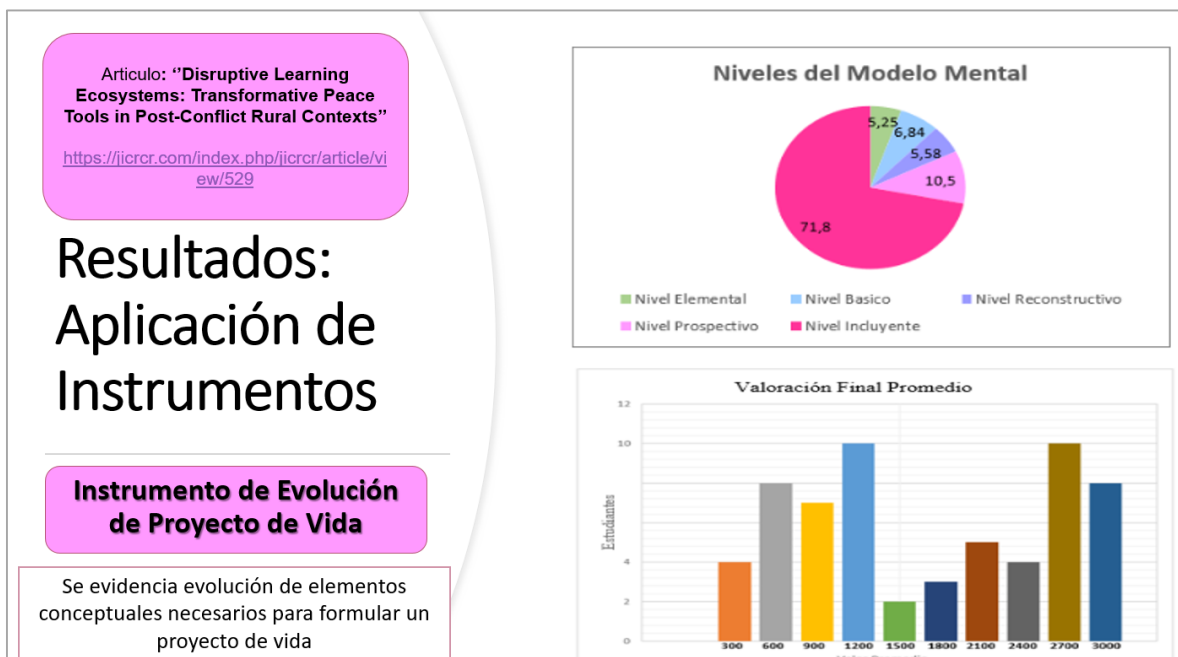 Articulo: ‘’Disruptive Learning
Ecosystems: Transformative Peace
Tools in Post-Conflict Rural Contexts’’
https://jicrcr.com/index.php/jicrcr/article/vi
ew/529
Resultados:
Aplicación de
Instrumentos
Instrumento de Evolución
de Proyecto de Vida
Se evidencia evolución de elementos
conceptuales necesarios para formular un
proyecto de vida
Niveles del Modelo Mental
5,25
6,84
5,58
10,5
71,8
Nivel Elemental Nivel Basico Nivel Reconstructivo
Nivel Prospectivo Nivel Incluyente
Valoración Final Promedio
12
10
4
2
0
Estudiantes
300 600 900 1200 1500 1800 2100 2400 2700 3000